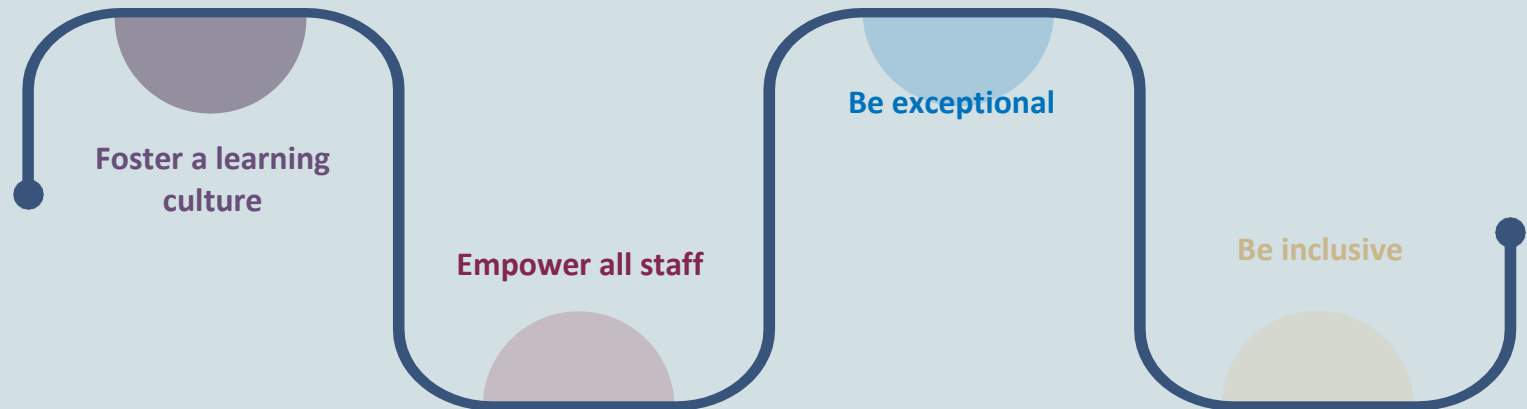 Foster a learning
culture
Empower all staff
Be exceptional
Be inclusive